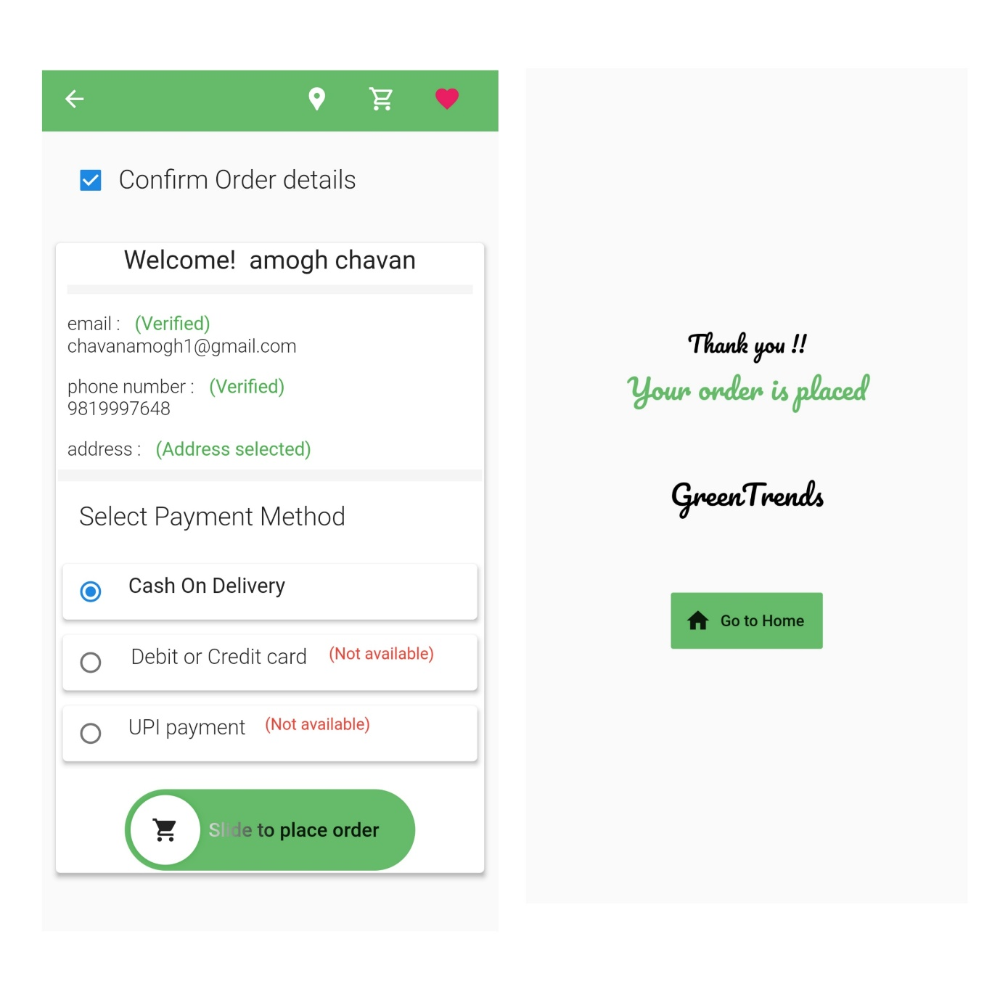 Confirm Order details
Welcome!  amogh chavan
email :   (Verified)
chavanamogh1@gmail.com
phone number :   (Verified)
9819997648
address :   (Address selected)
Select Payment Method
Cash On Delivery
Debit or Credit card   (Not available)
UPI payment   (Not available)
Slide to place order
Thank you !!
Your order is placed
GreenTrends
Go to Home